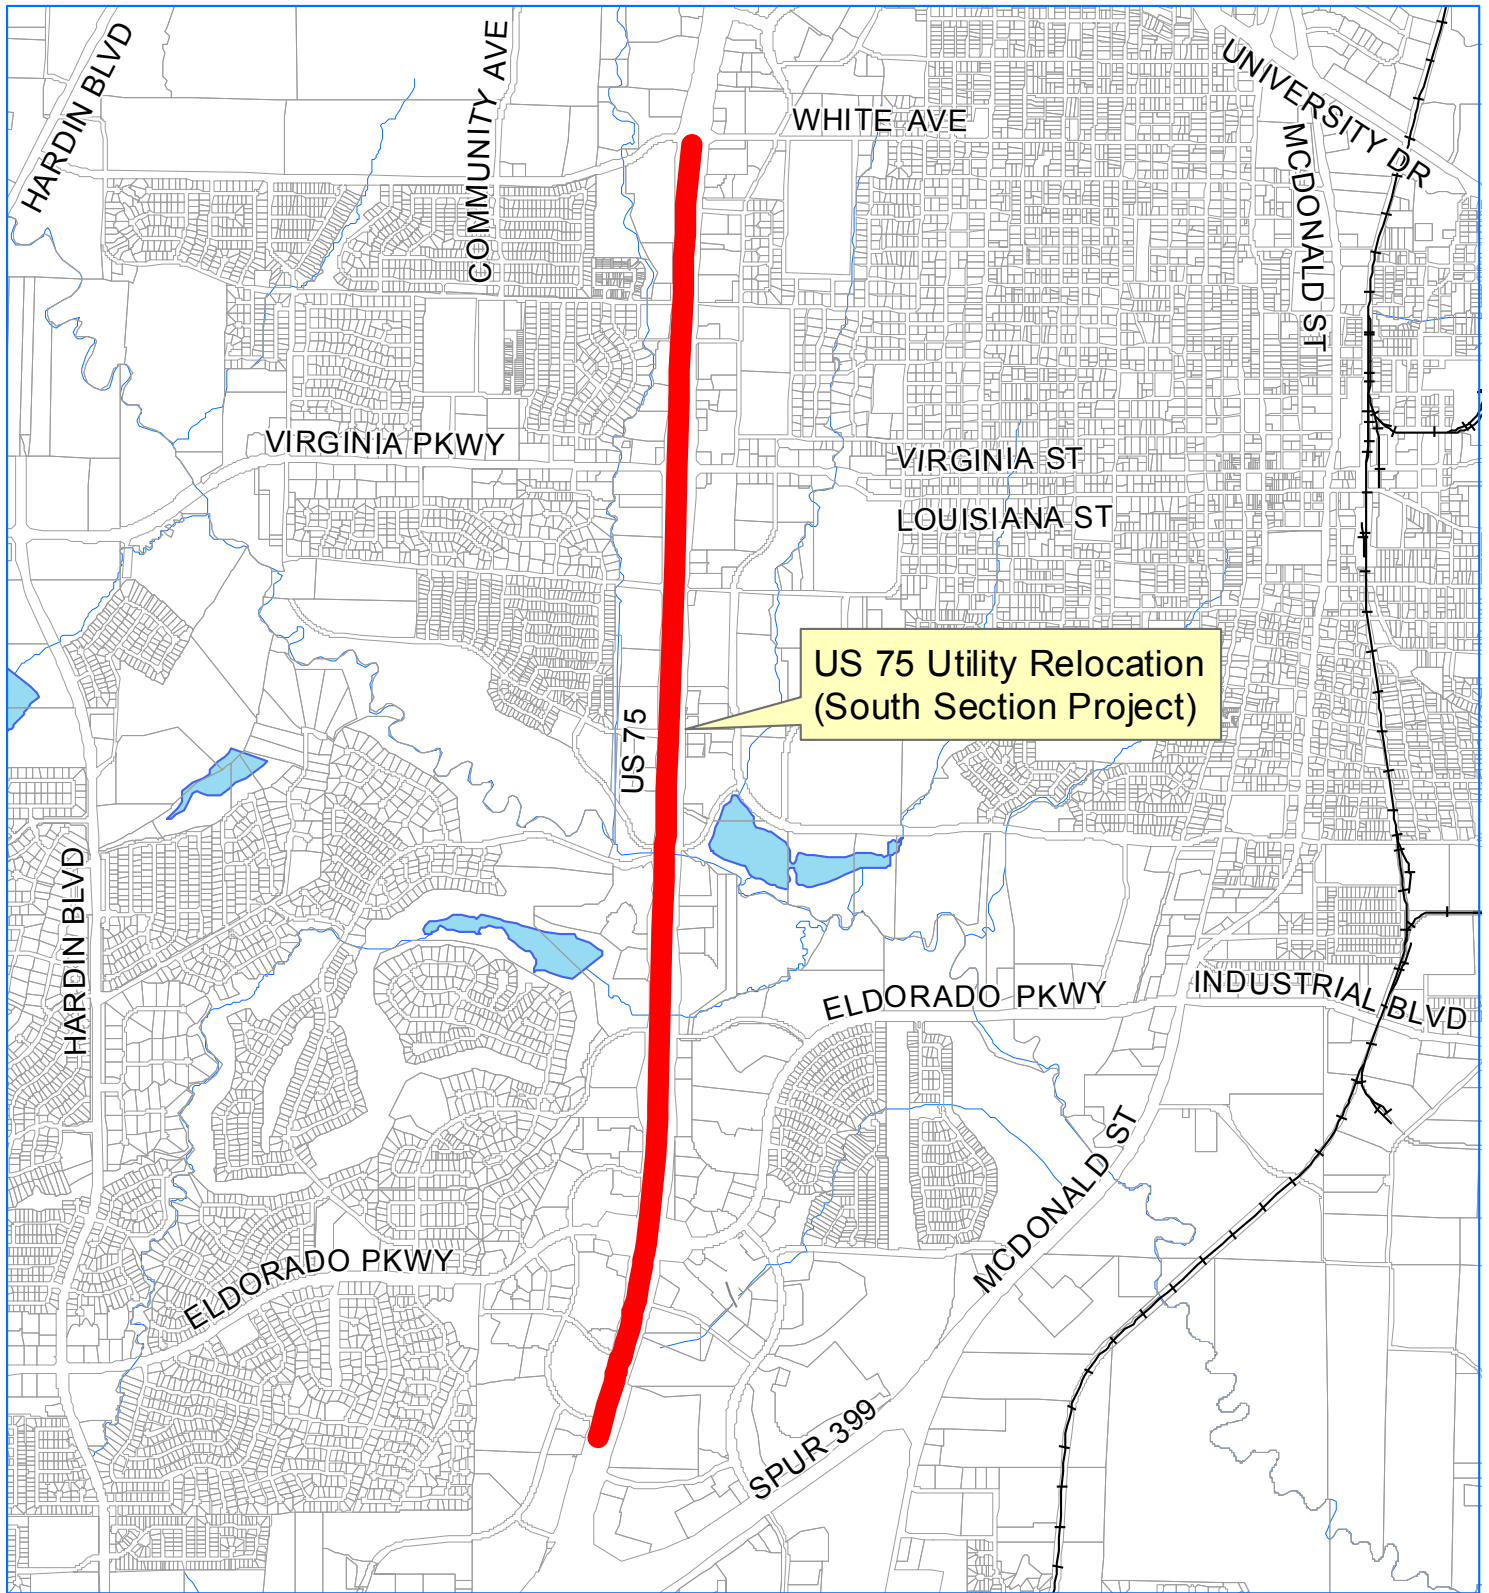 HARDIN BLVD
COMMUNITY AVE
WHITE AVE
UNIVERSITY DR
MCDONALD ST
VIRGINIA PKWY
VIRGINIA ST
LOUISIANA ST
US 75 Utility Relocation
(South Section Project)
US 75
HARDIN BLVD
ELDORADO PKWY
INDUSTRIAL BLVD
MCDONALD ST
ELDORADO PKWY
SPUR 399